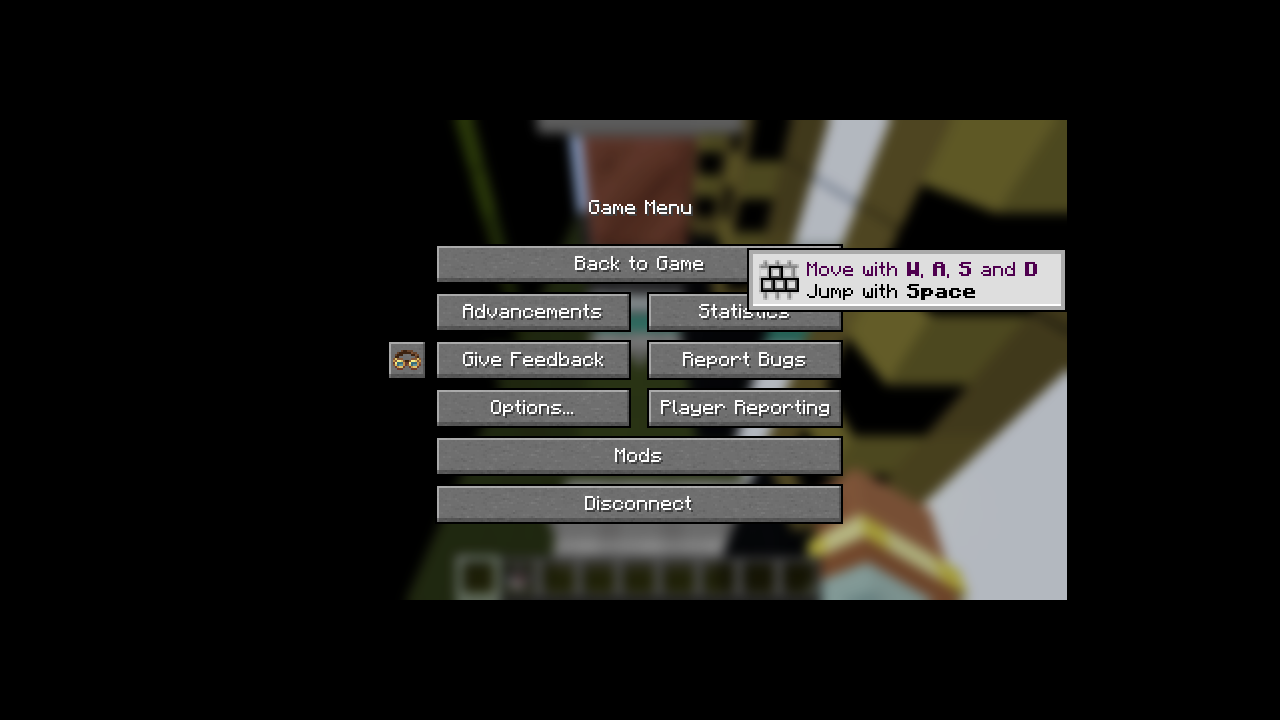 Game Menu
Back to Game
Move with W, A, S and D
Jump with Space
Advancements
Statistics
Give Feedback
Report Bugs
Options...
Player Reporting
Mods
Disconnect